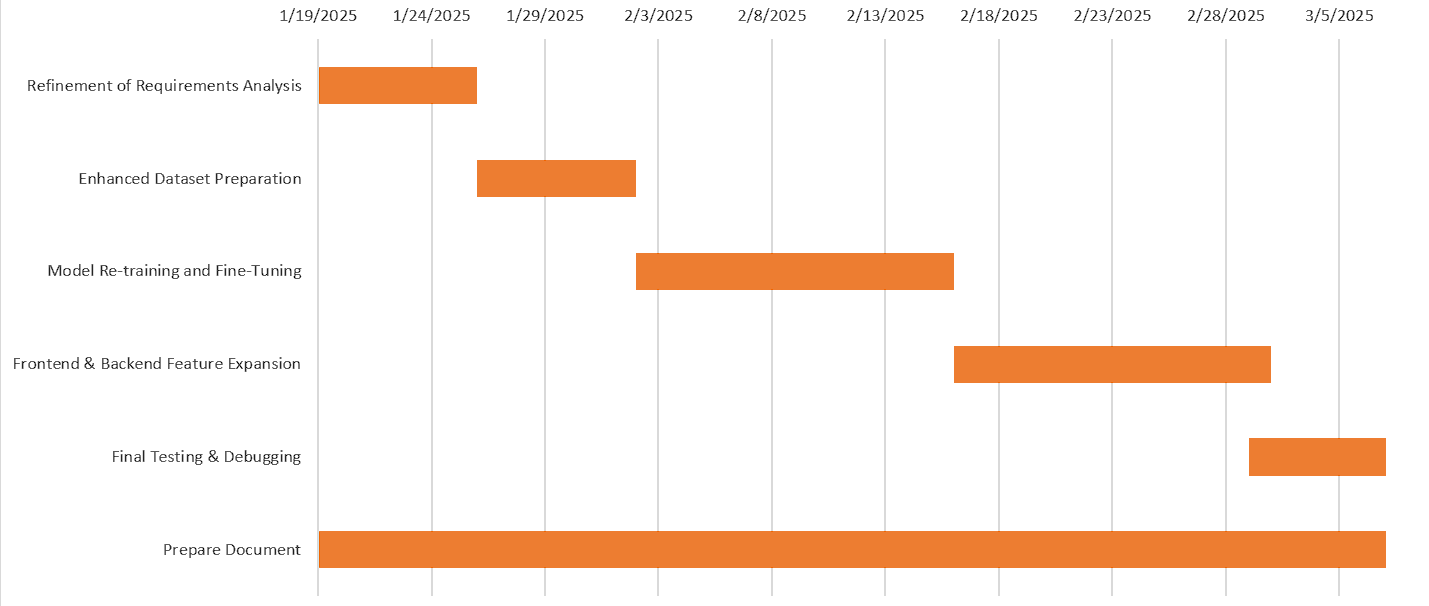 1/19/2025 1/24/2025 1/29/2025 2/3/2025 2/8/2025 2/13/2025 2/18/2025 2/23/2025 2/28/2025 3/5/2025
Refinement of Requirements Analysis
Enhanced Dataset Preparation
Model Re-training and Fine-Tuning
Frontend & Backend Feature Expansion
Final Testing & Debugging
Prepare Document